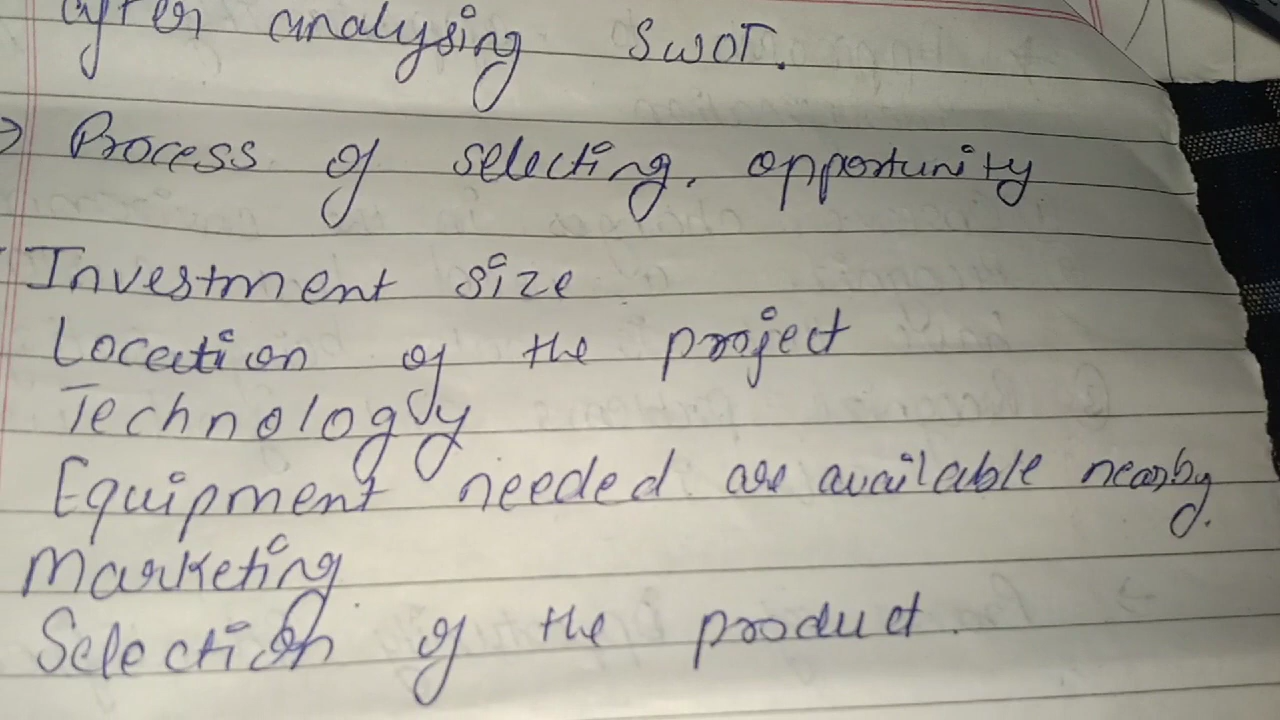 after analysing SWOT.
→ Process of selecting. opportunity
Investment size
Location of the project
Technology
Equipment needed are available nearby.
Marketing
Selection of the product.